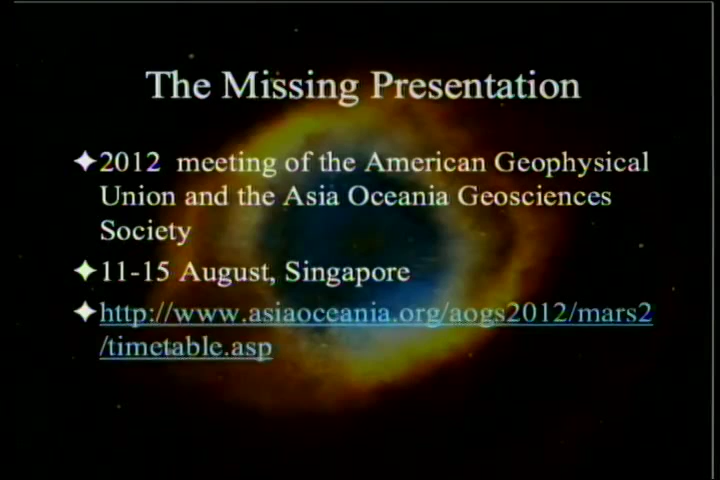 The Missing Presentation
2012 meeting of the American Geophysical
Union and the Asia Oceania Geosciences
Society
11-15 August, Singapore
http://www.asiaoceania.org/aogs2012/mars2
/timetable.asp